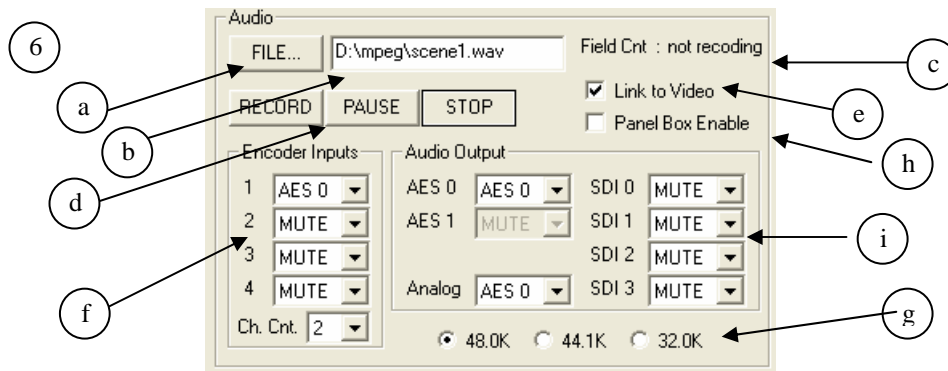 Audio
6
FILE...
D:\mpeg\scene1.wav
Field Cnt : not recoding
c
a
Link to Video
e
RECORD
PAUSE
STOP
b
Panel Box Enable
h
Encoder Inputs
Audio Output
d
1 AES 0
AES 0 AES 0
SDI 0 MUTE
2 MUTE
AES 1 MUTE
SDI 1 MUTE
i
3 MUTE
SDI 2 MUTE
f
4 MUTE
Analog AES 0
SDI 3 MUTE
g
Ch. Cnt. 2
48.0K 44.1K 32.0K